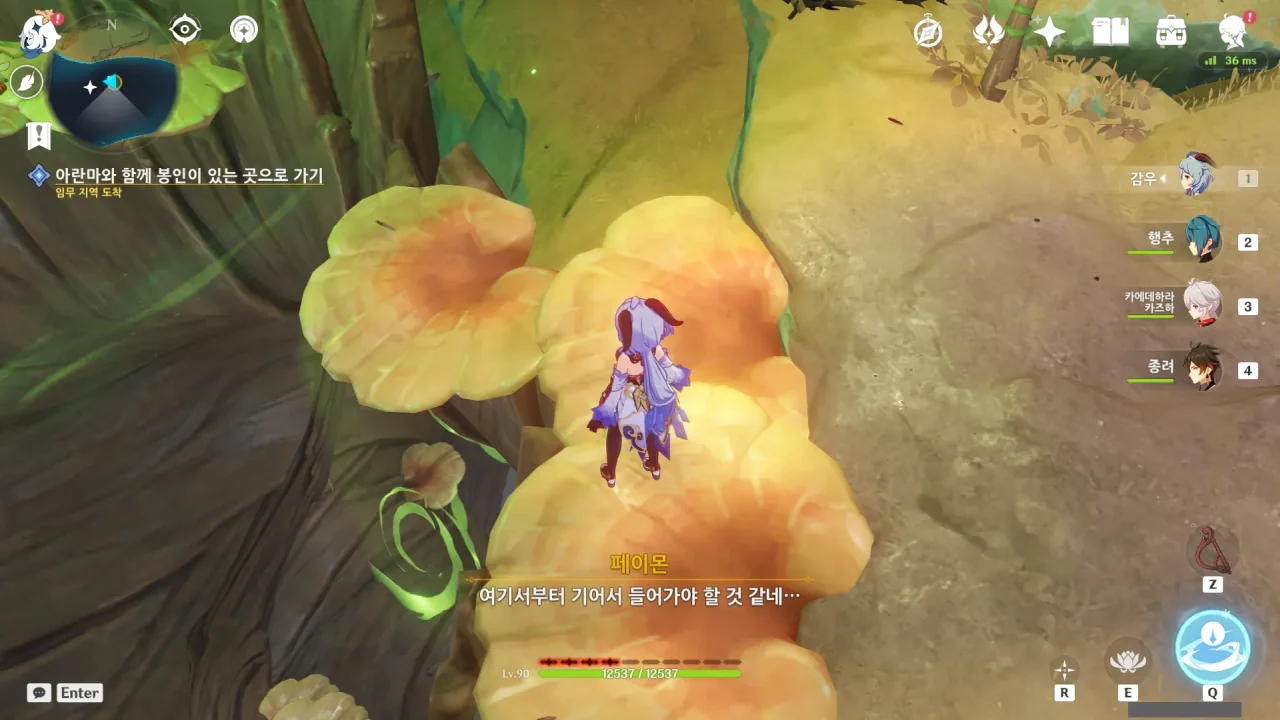 N
36 ms
아란마와 함께 봉인이 있는 곳으로 가기
임무 지역 도착
감우
1
행추
2
카에데하라
카즈하
3
종려
4
페이몬
여기서부터 기어서 들어가야 할 것 같네…
Z
Lv.90
12537 / 12537
Enter
R
E
Q